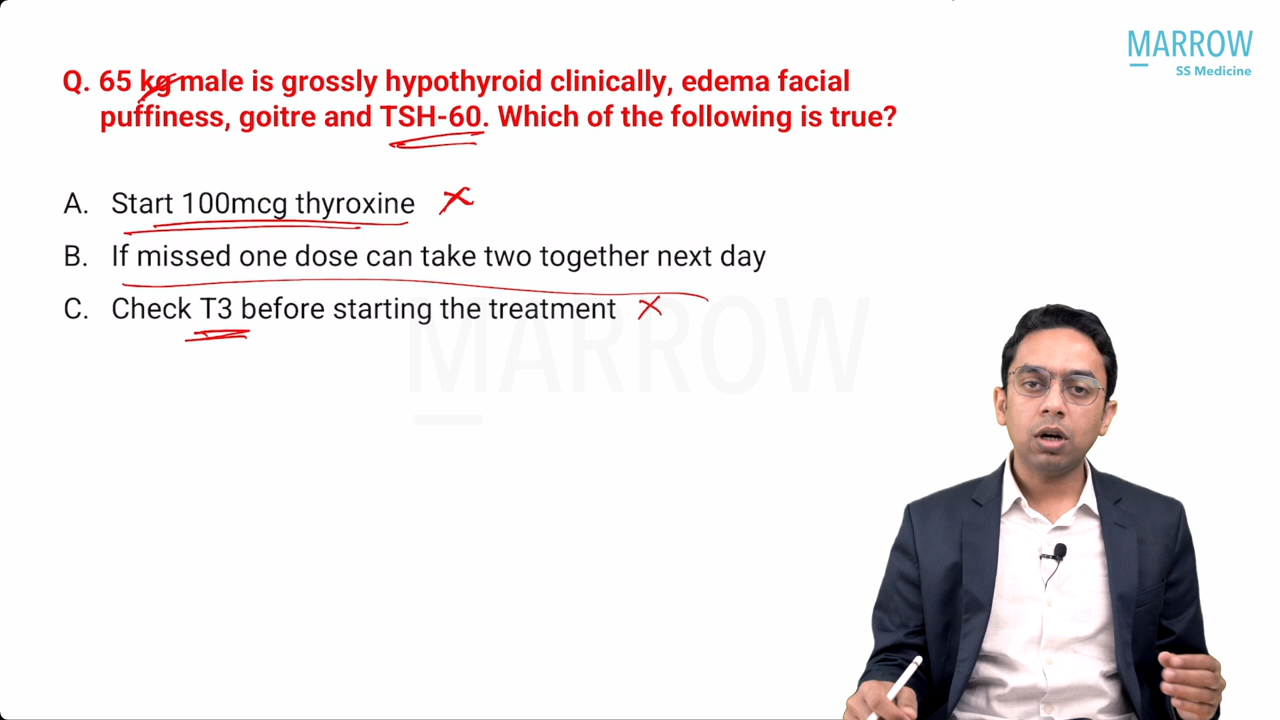 MARROW
SS Medicine
Q. 65 kg male is grossly hypothyroid clinically, edema facial
puffiness, goitre and TSH-60. Which of the following is true?
A. Start 100mcg thyroxine
B. If missed one dose can take two together next day
C. Check T3 before starting the treatment
MARROW